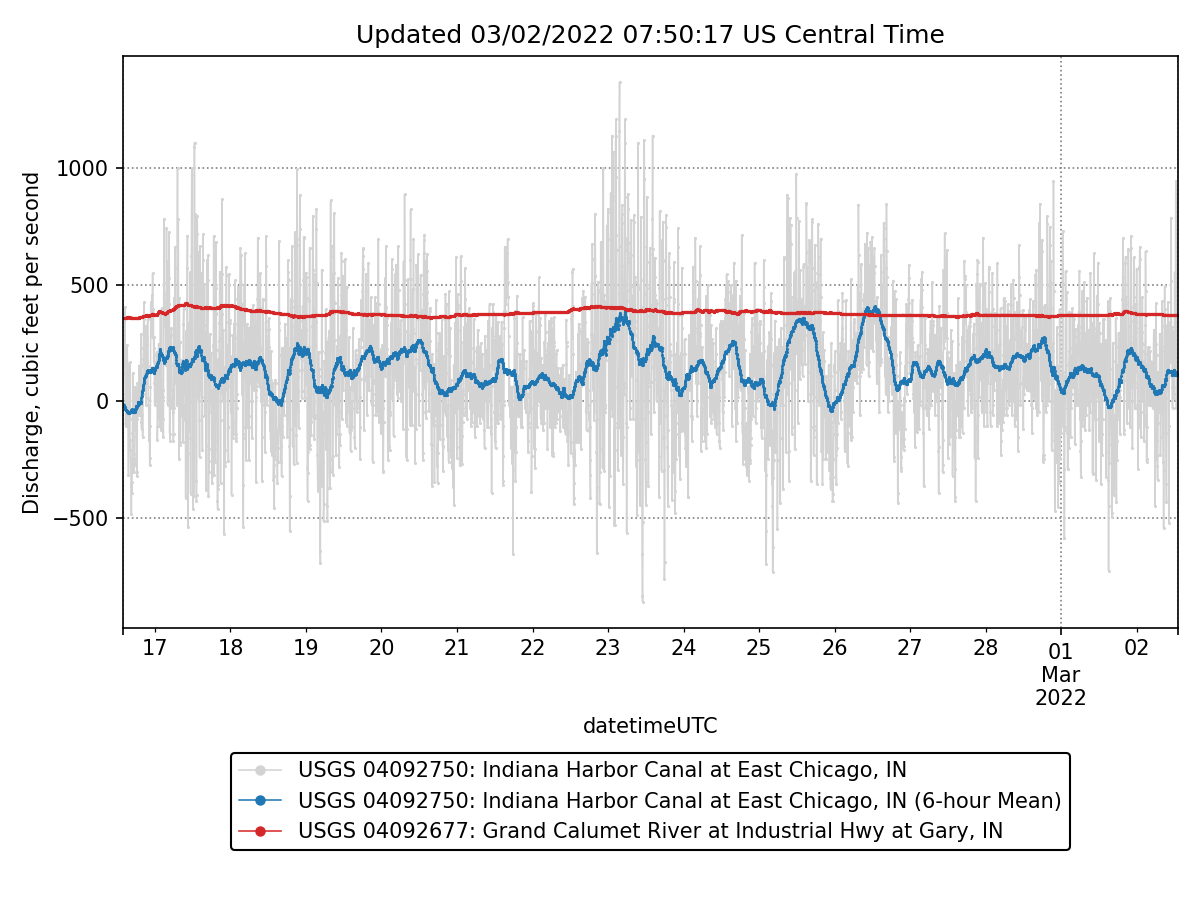 Updated 03/02/2022 07:50:17 US Central Time
Discharge, cubic feet per second
1000
500
0
−500
17 18 19 20 21 22 23 24 25 26 27 28 01 02
Mar
2022
datetimeUTC
USGS 04092750: Indiana Harbor Canal at East Chicago, IN
USGS 04092750: Indiana Harbor Canal at East Chicago, IN (6-hour Mean)
USGS 04092677: Grand Calumet River at Industrial Hwy at Gary, IN